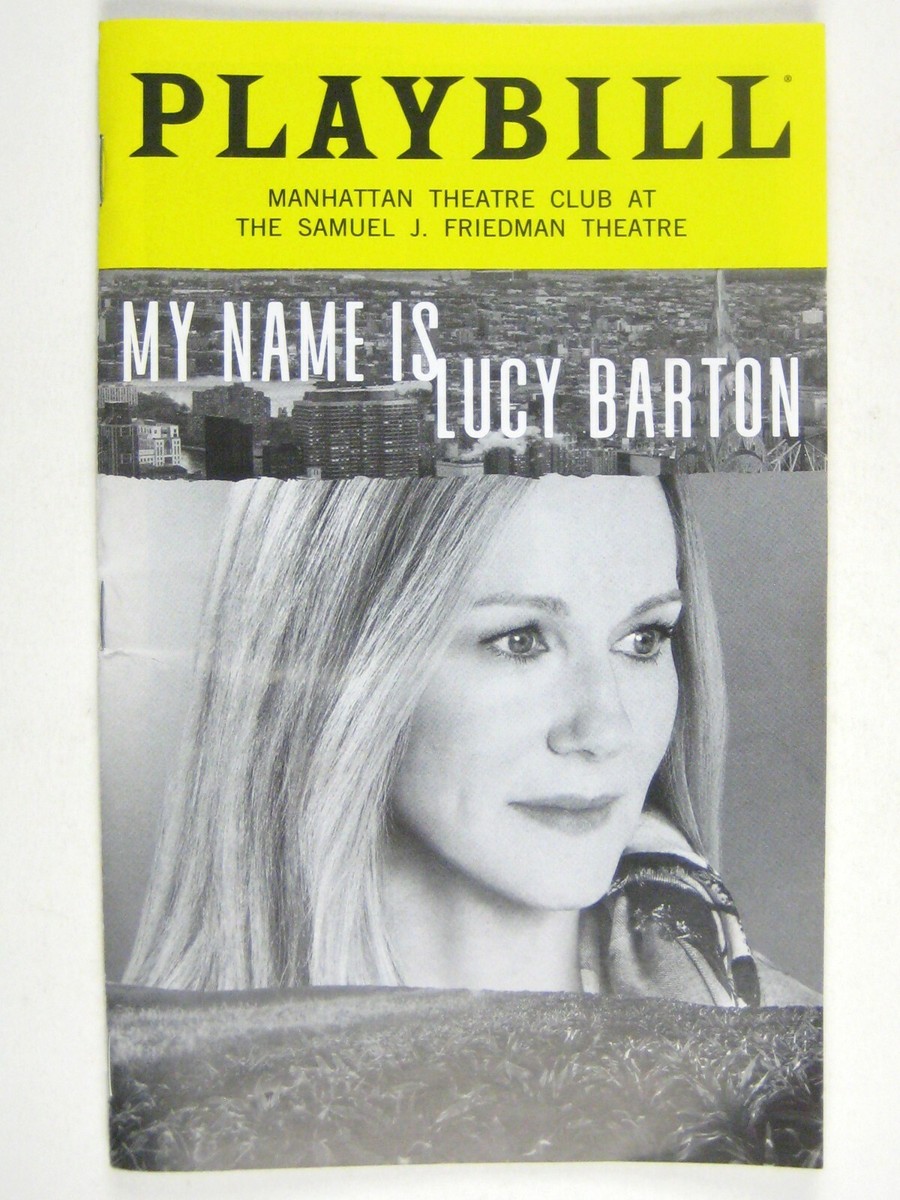 PLAYBILL®
MANHATTAN THEATRE CLUB AT
THE SAMUEL J. FRIEDMAN THEATRE
MY NAME IS
LUCY BARTON